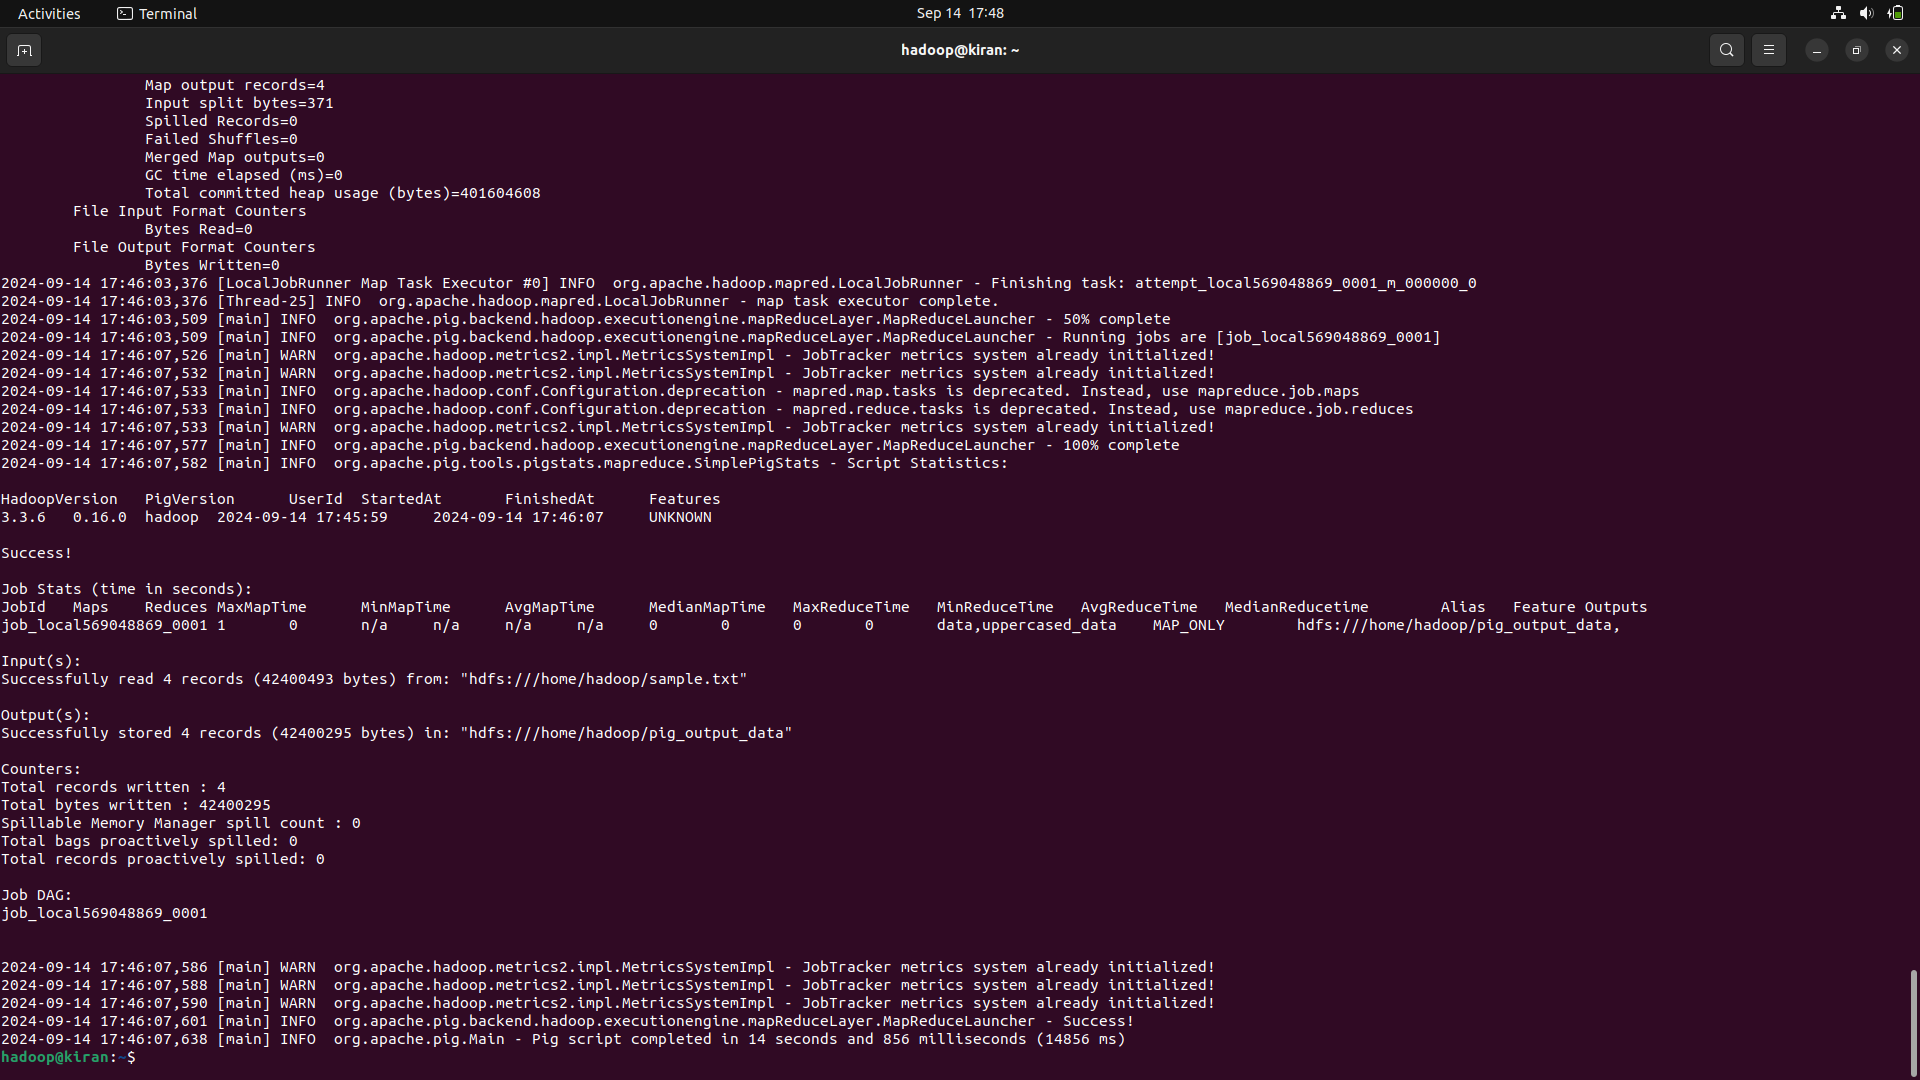 Activities
Terminal
Sep 14 17:48
hadoop@kiran: ~
Map output records=4
Input split bytes=371
Spilled Records=0
Failed Shuffles=0
Merged Map outputs=0
GC time elapsed (ms)=0
Total committed heap usage (bytes)=401604608
File Input Format Counters
Bytes Read=0
File Output Format Counters
Bytes Written=0
2024-09-14 17:46:03,376 [LocalJobRunner Map Task Executor #0] INFO  org.apache.hadoop.mapred.LocalJobRunner - Finishing task: attempt_local569048869_0001_m_000000_0
2024-09-14 17:46:03,376 [Thread-25] INFO  org.apache.hadoop.mapred.LocalJobRunner - map task executor complete.
2024-09-14 17:46:03,509 [main] INFO  org.apache.pig.backend.hadoop.executionengine.mapReduceLayer.MapReduceLauncher - 50% complete
2024-09-14 17:46:03,509 [main] INFO  org.apache.pig.backend.hadoop.executionengine.mapReduceLayer.MapReduceLauncher - Running jobs are [job_local569048869_0001]
2024-09-14 17:46:07,526 [main] WARN  org.apache.hadoop.metrics2.impl.MetricsSystemImpl - JobTracker metrics system already initialized!
2024-09-14 17:46:07,532 [main] WARN  org.apache.hadoop.metrics2.impl.MetricsSystemImpl - JobTracker metrics system already initialized!
2024-09-14 17:46:07,533 [main] INFO  org.apache.hadoop.conf.Configuration.deprecation - mapred.map.tasks is deprecated. Instead, use mapreduce.job.maps
2024-09-14 17:46:07,533 [main] INFO  org.apache.hadoop.conf.Configuration.deprecation - mapred.reduce.tasks is deprecated. Instead, use mapreduce.job.reduces
2024-09-14 17:46:07,533 [main] WARN  org.apache.hadoop.metrics2.impl.MetricsSystemImpl - JobTracker metrics system already initialized!
2024-09-14 17:46:07,577 [main] INFO  org.apache.pig.backend.hadoop.executionengine.mapReduceLayer.MapReduceLauncher - 100% complete
2024-09-14 17:46:07,582 [main] INFO  org.apache.pig.tools.pigstats.mapreduce.SimplePigStats - Script Statistics:
HadoopVersion PigVersion UserId StartedAt FinishedAt Features
3.3.6 0.16.0 hadoop 2024-09-14 17:45:59 2024-09-14 17:46:07 UNKNOWN
Success!
Job Stats (time in seconds):
JobId Maps Reduces MaxMapTime MinMapTime AvgMapTime MedianMapTime MaxReduceTime MinReduceTime AvgReduceTime MedianReducetime Alias Feature Outputs
job_local569048869_0001 1 0 n/a n/a n/a n/a 0 0 0 0 data,uppercased_data MAP_ONLY hdfs:///home/hadoop/pig_output_data,
Input(s):
Successfully read 4 records (42400493 bytes) from: "hdfs:///home/hadoop/sample.txt"
Output(s):
Successfully stored 4 records (42400295 bytes) in: "hdfs:///home/hadoop/pig_output_data"
Counters:
Total records written : 4
Total bytes written : 42400295
Spillable Memory Manager spill count : 0
Total bags proactively spilled: 0
Total records proactively spilled: 0
Job DAG:
job_local569048869_0001
2024-09-14 17:46:07,586 [main] WARN  org.apache.hadoop.metrics2.impl.MetricsSystemImpl - JobTracker metrics system already initialized!
2024-09-14 17:46:07,588 [main] WARN  org.apache.hadoop.metrics2.impl.MetricsSystemImpl - JobTracker metrics system already initialized!
2024-09-14 17:46:07,590 [main] WARN  org.apache.hadoop.metrics2.impl.MetricsSystemImpl - JobTracker metrics system already initialized!
2024-09-14 17:46:07,601 [main] INFO  org.apache.pig.backend.hadoop.executionengine.mapReduceLayer.MapReduceLauncher - Success!
2024-09-14 17:46:07,638 [main] INFO  org.apache.pig.Main - Pig script completed in 14 seconds and 856 milliseconds (14856 ms)
hadoop@kiran:~$